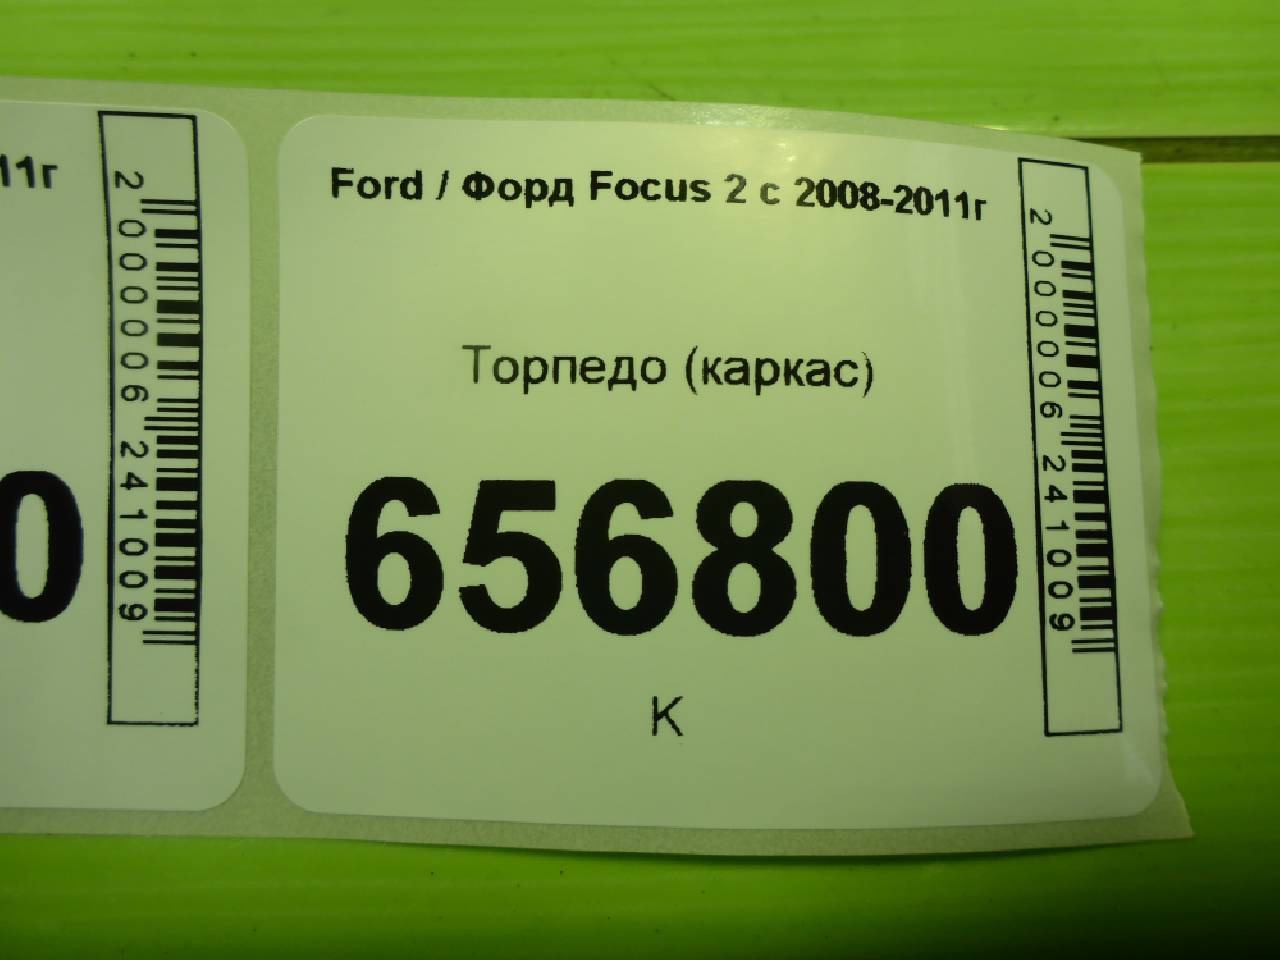 11г
2 000006 241009
0
Ford / Форд Focus 2 с 2008-2011г
Торпедо (каркас)
656800
К
2 000006 241009